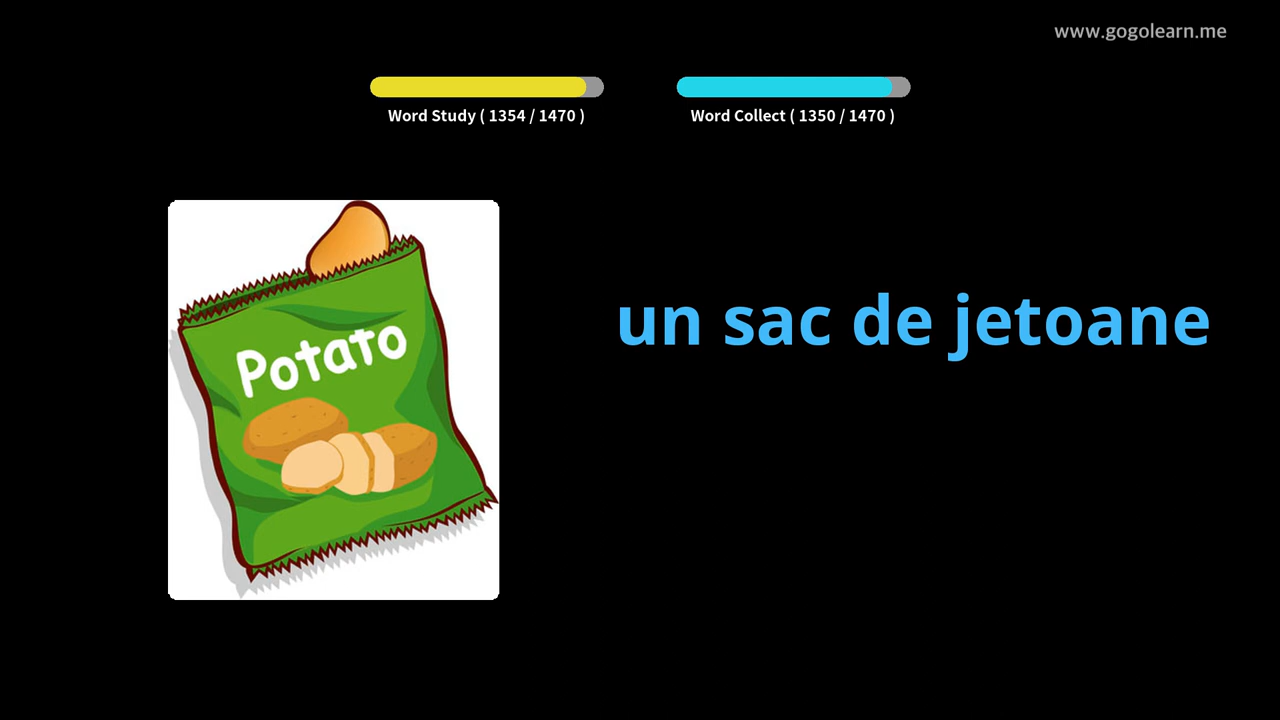 www.gogolearn.me
Word Study ( 1354 / 1470 )
Word Collect ( 1350 / 1470 )
Potato
un sac de jetoane